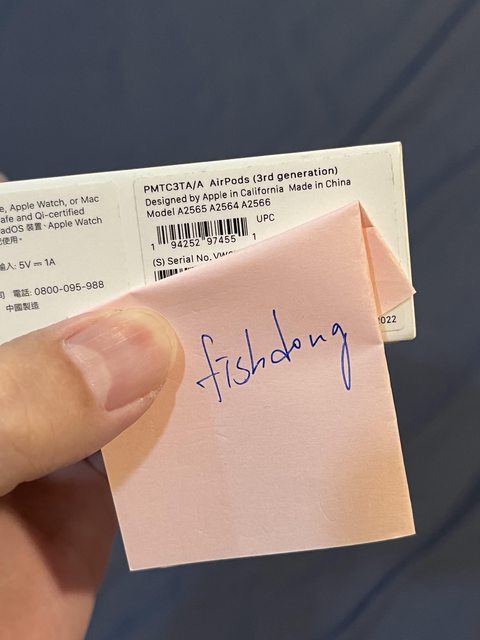 PMTC3TA/A AirPods (3rd generation)
Designed by Apple in California Made in China
Model A2565 A2564 A2566
UPC
1 94252 97455 1
(S) Serial No.
e, Apple Watch, or Mac
afe and Qi-certified
adOS 裝置、Apple Watch
使用。
輸入: 5V ⎓ 1A
司 電話: 0800-095-988
中國製造
022
fishdong